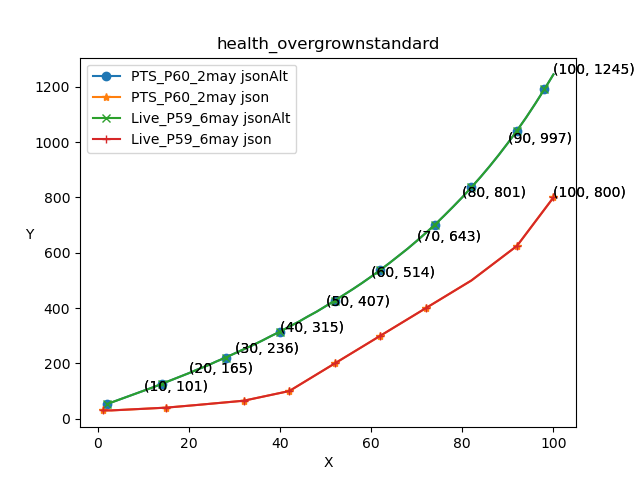 health_overgrownstandard
PTS_P60_2may jsonAlt
PTS_P60_2may json
Live_P59_6may jsonAlt
Live_P59_6may json
Y
1200
1000
800
600
400
200
0
(100, 1245)
(90, 997)
(80, 801)
(100, 800)
(70, 643)
(60, 514)
(50, 407)
(40, 315)
(30, 236)
(20, 165)
(10, 101)
0 20 40 60 80 100
X